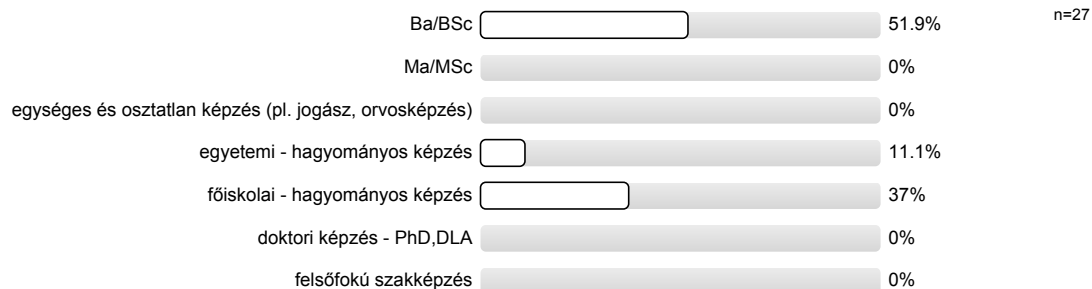 Ba/BSc 51.9% n=27
Ma/MSc 0%
egységes és osztatlan képzés (pl. jogász, orvosképzés) 0%
egyetemi - hagyományos képzés 11.1%
főiskolai - hagyományos képzés 37%
doktori képzés - PhD,DLA 0%
felsőfokú szakképzés 0%